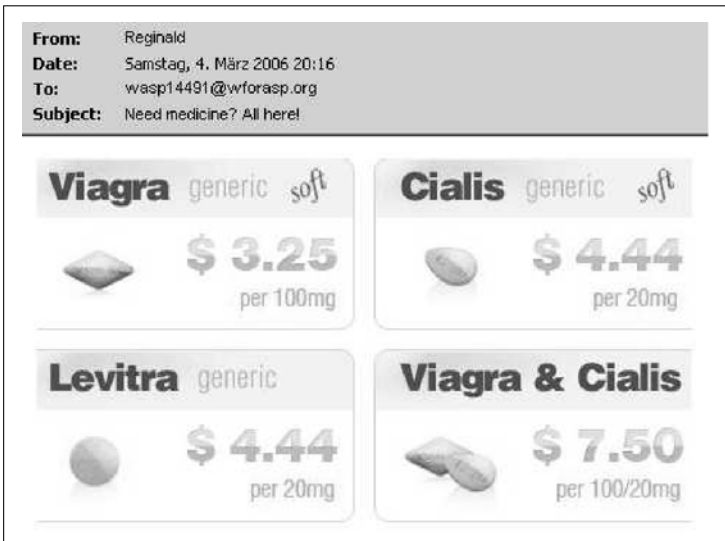 From: Reginald
Date: Samstag, 4. März 2006 20:16
To: wasp14491@wforasp.org
Subject: Need medicine? All here!
Viagra generic soft
$ 3.25
per 100mg
Cialis generic soft
$ 4.44
per 20mg
Levitra generic
$ 4.44
per 20mg
Viagra & Cialis
$ 7.50
per 100/20mg